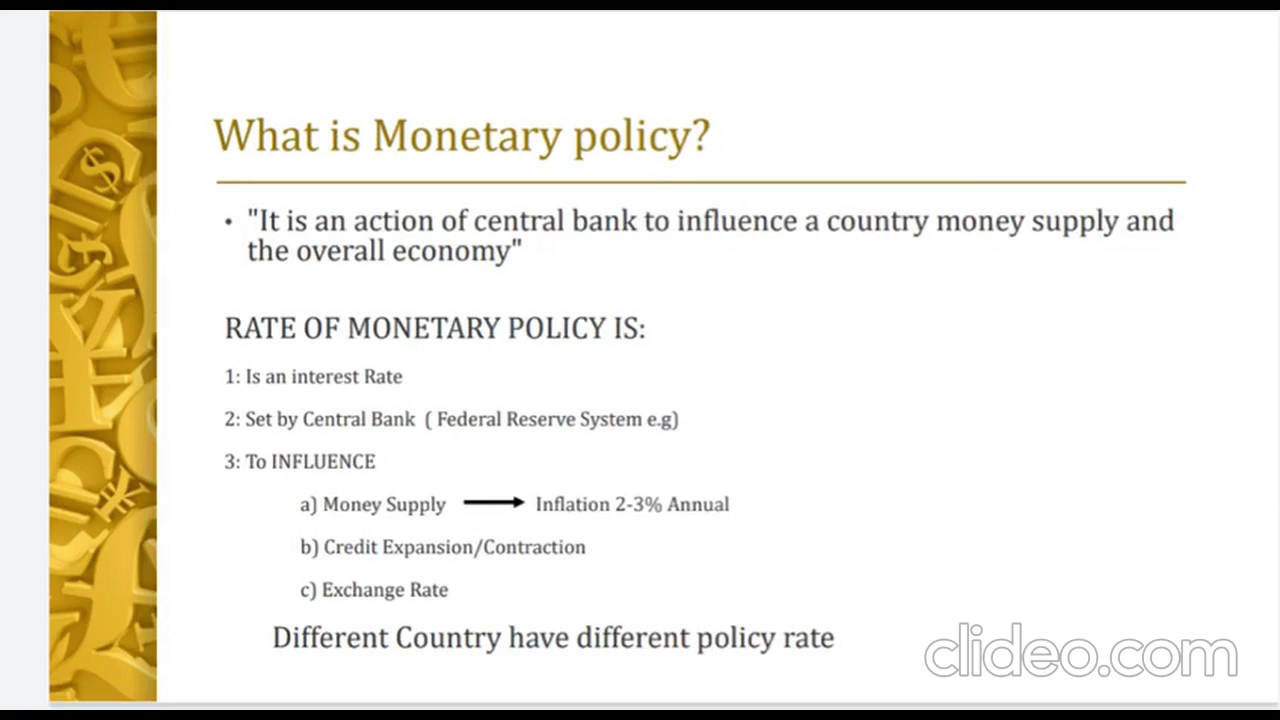 What is Monetary policy?
• "It is an action of central bank to influence a country money supply and
the overall economy"
RATE OF MONETARY POLICY IS:
1: Is an interest Rate
2: Set by Central Bank ( Federal Reserve System e.g)
3: To INFLUENCE
a) Money Supply ⟶ Inflation 2-3% Annual
b) Credit Expansion/Contraction
c) Exchange Rate
Different Country have different policy rate
clideo.com